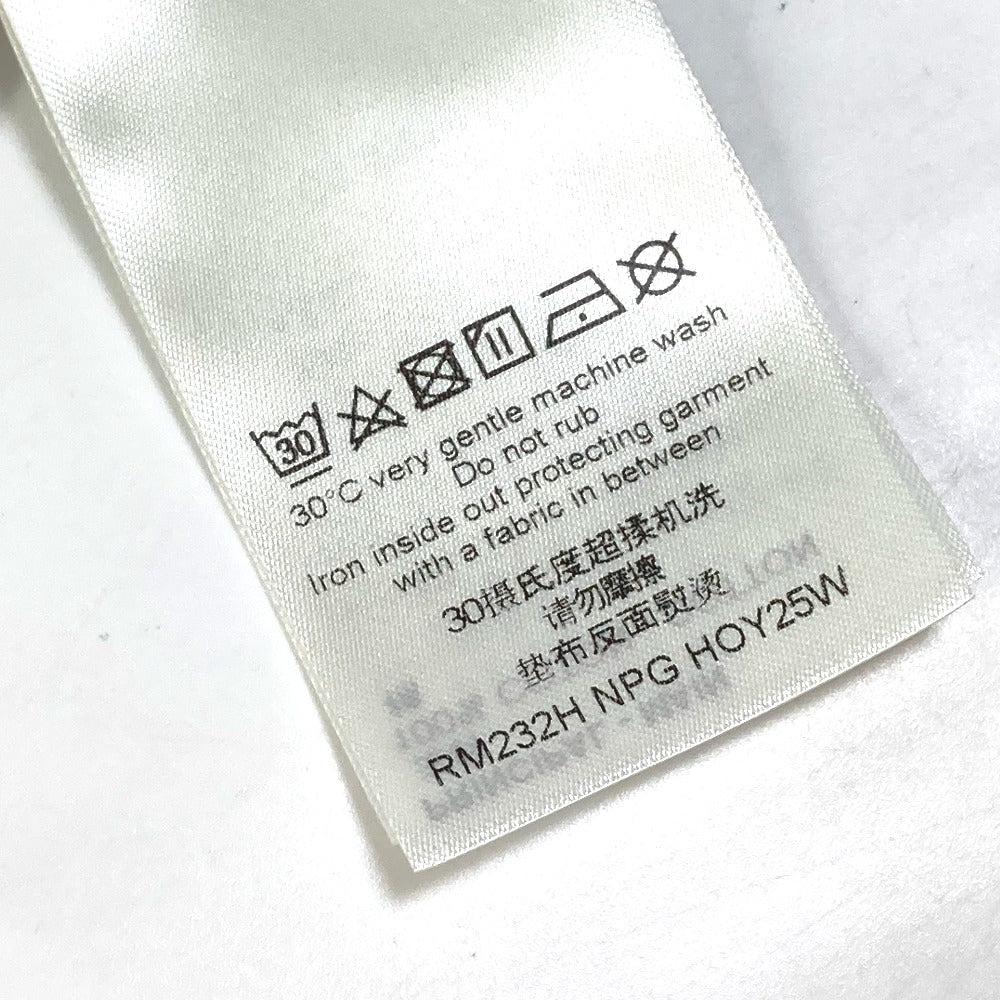 30
30°C very gentle machine wash
Do not rub
Iron inside out protecting garment
with a fabric in between
30摄氏度超揉机洗
请勿摩擦
垫布反面熨烫
RM232H NPG HOY25W